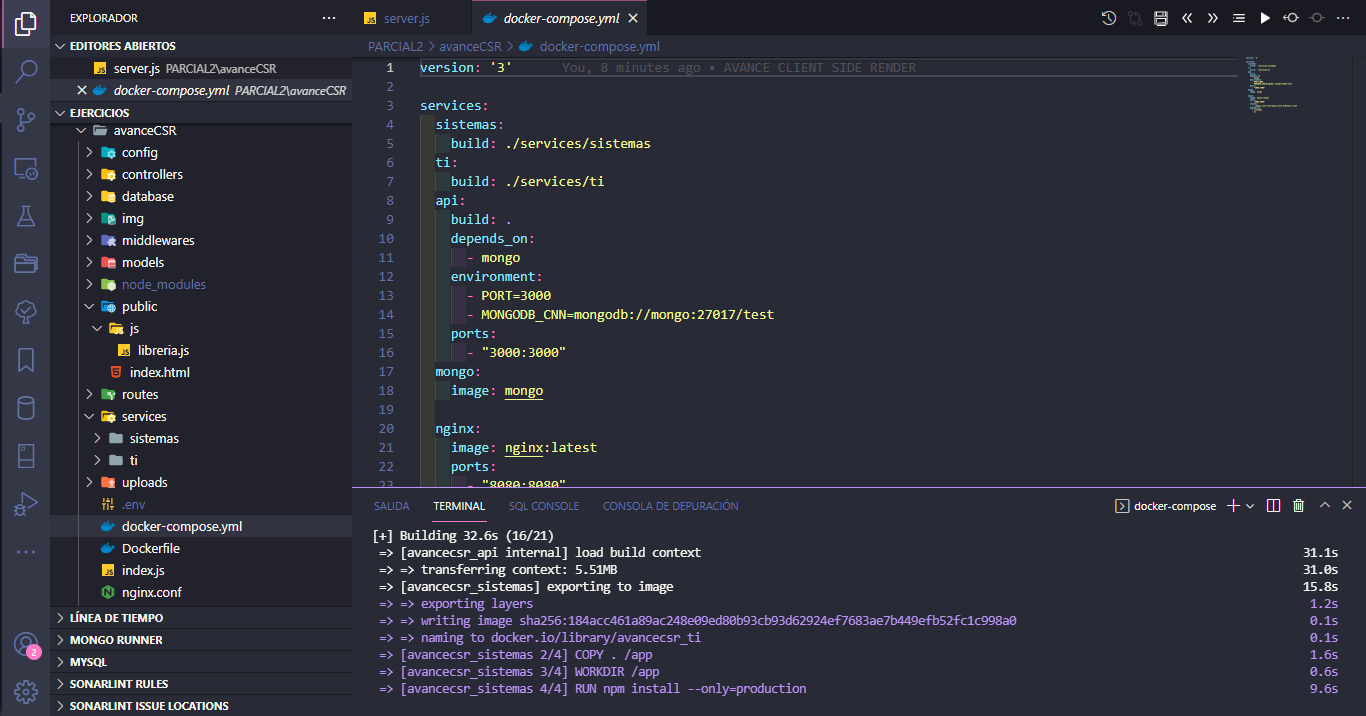 EXPLORADOR
EDITORES ABIERTOS
server.js PARCIAL2\avanceCSR
docker-compose.yml PARCIAL2\avanceCSR
EJERCICIOS
avanceCSR
config
controllers
database
img
middlewares
models
node_modules
public
js
libreria.js
index.html
routes
services
sistemas
ti
uploads
.env
docker-compose.yml
Dockerfile
index.js
nginx.conf
LÍNEA DE TIEMPO
MONGO RUNNER
MYSQL
SONARLINT RULES
SONARLINT ISSUE LOCATIONS
2
server.js
docker-compose.yml
PARCIAL2 > avanceCSR > docker-compose.yml
1 version: '3' You, 8 minutes ago • AVANCE CLIENT SIDE RENDER
2
3 services:
4 sistemas:
5 build: ./services/sistemas
6 ti:
7 build: ./services/ti
8 api:
9 build: .
10 depends_on:
11 - mongo
12 environment:
13 - PORT=3000
14 - MONGODB_CNN=mongodb://mongo:27017/test
15 ports:
16 - "3000:3000"
17 mongo:
18 image: mongo
19
20 nginx:
21 image: nginx:latest
22 ports:
23 - "8080:8080"
SALIDA TERMINAL SQL CONSOLE CONSOLA DE DEPURACIÓN
docker-compose
[+] Building 32.6s (16/21)
=> [avancecsr_api internal] load build context 31.1s
=> => transferring context: 5.51MB 31.0s
=> [avancecsr_sistemas] exporting to image 15.8s
=> => exporting layers 1.2s
=> => writing image sha256:184acc461a89ac248e09ed80b93cb93d62924ef7683ae7b449efb52fc1c998a0 0.1s
=> => naming to docker.io/library/avancecsr_ti 0.1s
=> [avancecsr_sistemas 2/4] COPY . /app 1.6s
=> [avancecsr_sistemas 3/4] WORKDIR /app 0.6s
=> [avancecsr_sistemas 4/4] RUN npm install --only=production 9.6s